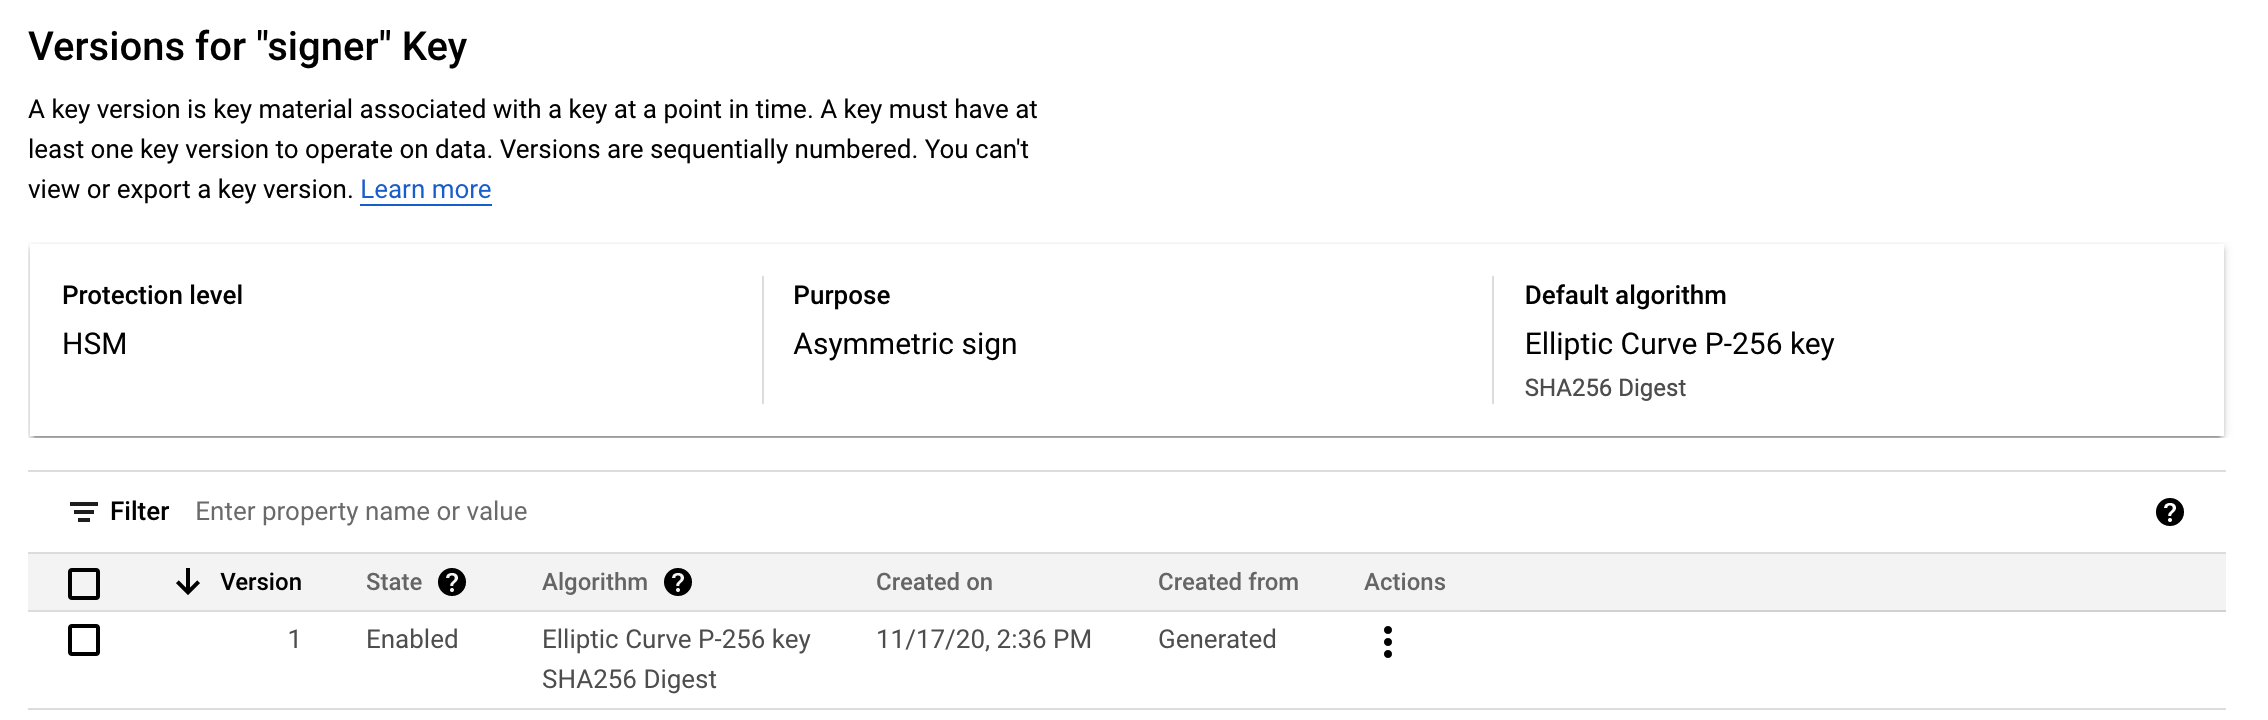 Versions for "signer" Key
A key version is key material associated with a key at a point in time. A key must have at
least one key version to operate on data. Versions are sequentially numbered. You can't
view or export a key version. Learn more
Protection level
HSM
Purpose
Asymmetric sign
Default algorithm
Elliptic Curve P-256 key
SHA256 Digest
Filter Enter property name or value ?
Version State ? Algorithm ? Created on Created from Actions
1 Enabled Elliptic Curve P-256 key 11/17/20, 2:36 PM Generated
SHA256 Digest